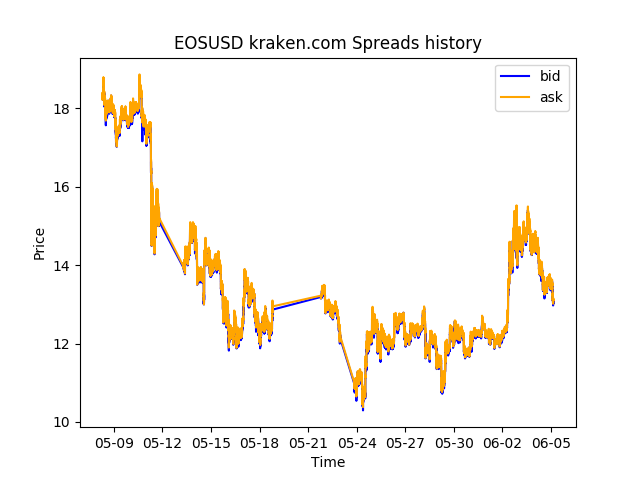 EOSUSD kraken.com Spreads history
bid
ask
Price
18
16
14
12
10
05-09 05-12 05-15 05-18 05-21 05-24 05-27 05-30 06-02 06-05
Time